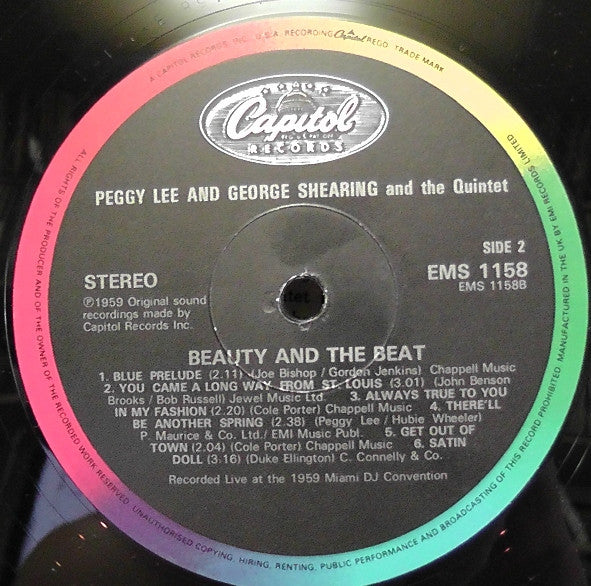 A CAPITOL RECORDS INC. U.S.A. RECORDING Capitol REGD. TRADE MARK
Capitol
RECORDS
PEGGY LEE AND GEORGE SHEARING and the Quintet
SIDE 2
STEREO
EMS 1158
EMS 1158B
℗1959 Original sound
recordings made by
Capitol Records Inc.
BEAUTY AND THE BEAT
1. BLUE PRELUDE (2.11) (Joe Bishop / Gordon Jenkins) Chappell Music
2. YOU CAME A LONG WAY FROM ST. LOUIS (3.01) (John Benson
Brooks / Bob Russell) Jewel Music Ltd. 3. ALWAYS TRUE TO YOU
IN MY FASHION (2.20) (Cole Porter) Chappell Music 4. THERE'LL
BE ANOTHER SPRING (2.38) (Peggy Lee / Hubie Wheeler)
P. Maurice & Co. Ltd./ EMI Music Publ. 5. GET OUT OF
TOWN (2.04) (Cole Porter) Chappell Music 6. SATIN
DOLL (3.16) (Duke Ellington) C. Connelly & Co.
Recorded Live at the 1959 Miami DJ Convention
ALL RIGHTS OF THE PRODUCER AND OF THE OWNER OF THE RECORDED WORK RESERVED. UNAUTHORISED COPYING, HIRING, RENTING, PUBLIC PERFORMANCE AND BROADCASTING OF THIS RECORD PROHIBITED. MANUFACTURED IN THE UK BY EMI RECORDS LIMITED